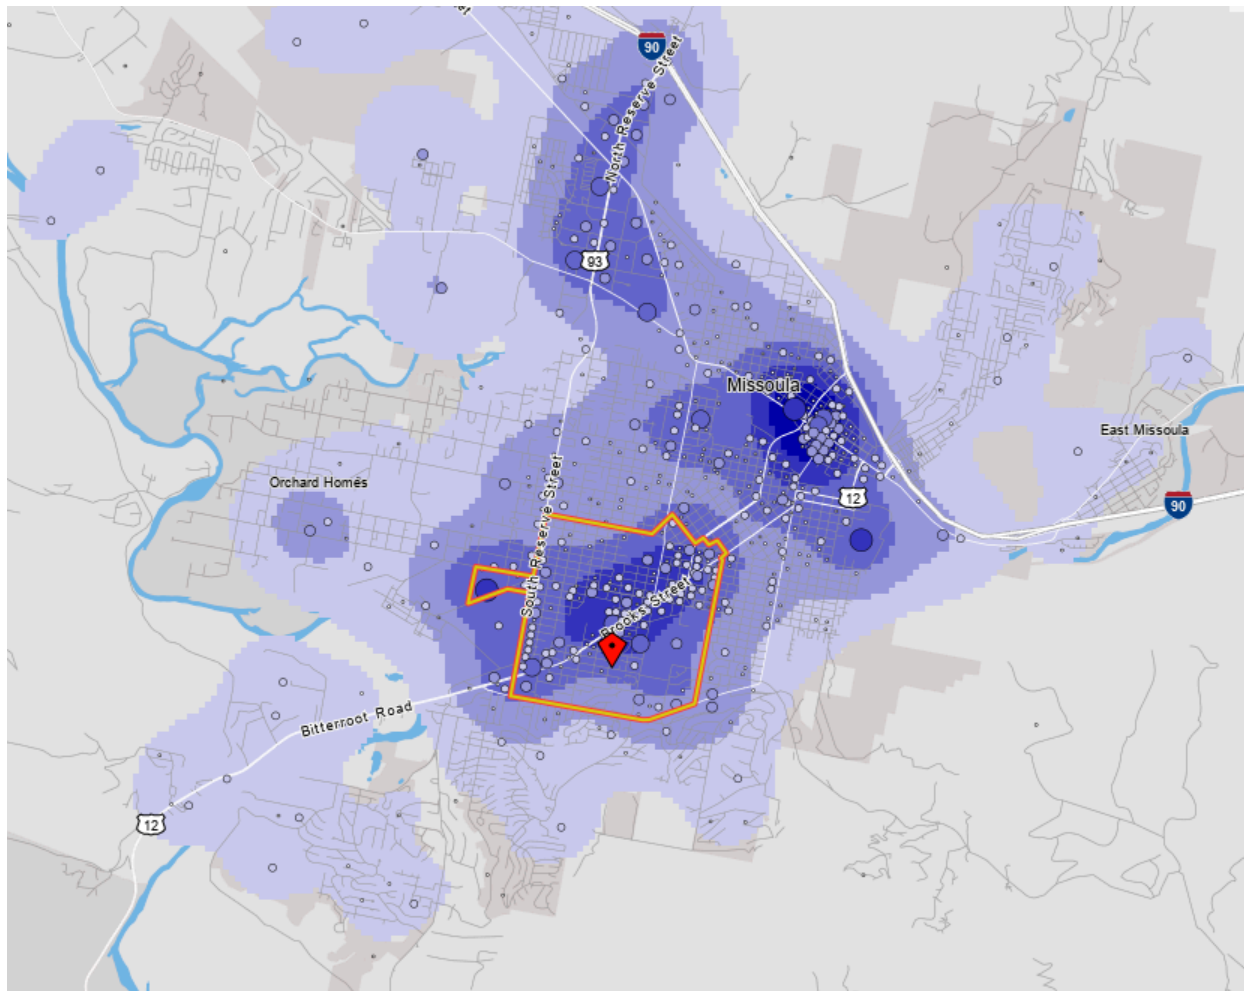 90
North Reserve Street
93
Missoula
East Missoula
Orchard Homes
12
90
South Reserve Street
Brooks Street
Bitterroot Road
12